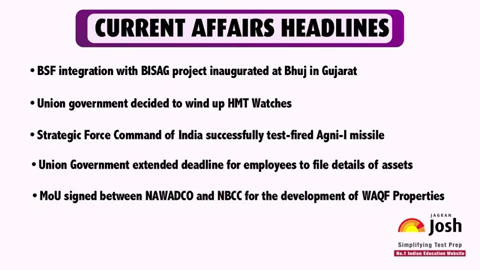 CURRENT AFFAIRS HEADLINES
• BSF integration with BISAG project inaugurated at Bhuj in Gujarat
• Union government decided to wind up HMT Watches
• Strategic Force Command of India successfully test-fired Agni-I missile
• Union Government extended deadline for employees to file details of assets
• MoU signed between NAWADCO and NBCC for the development of WAQF Properties
JAGRAN
Josh
Simplifying Test Prep
No.1 Indian Education Website